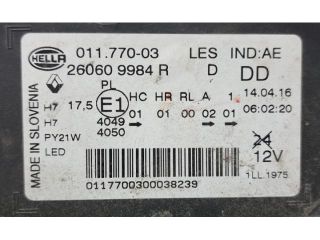 HELLA 011.770-03 LES IND:AE
26060 9984 R D DD
PL
MADE IN SLOVENIA
H7 17,5 E1 HC HR RL A 1 14.04.16
01 01 00 02 01 06:02:20
H7 4049
PY21W 4050
LED
24
12V
0117700300038239 1LL.1975